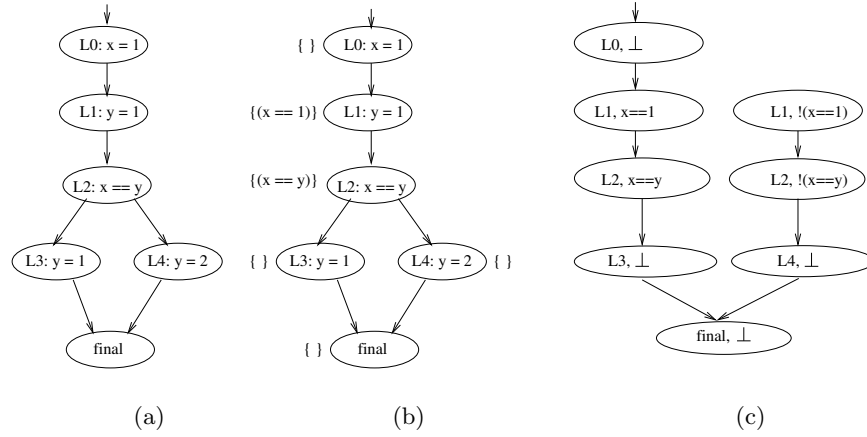 L0: x = 1
L1: y = 1
L2: x == y
L3: y = 1
L4: y = 2
final
(a)
{ }
L0: x = 1
{(x == 1)}
L1: y = 1
{(x == y)}
L2: x == y
{ }
L3: y = 1
L4: y = 2
{ }
{ }
final
(b)
L0, ⊥
L1, x==1
L1, !(x==1)
L2, x==y
L2, !(x==y)
L3, ⊥
L4, ⊥
final, ⊥
(c)